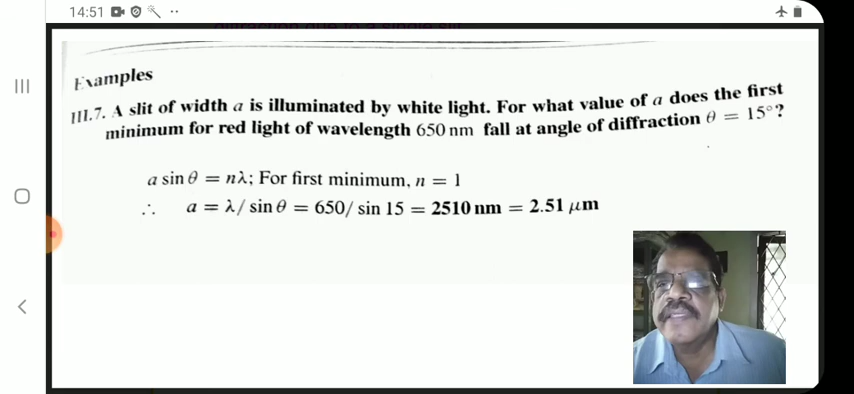 14:51
Examples
III.7. A slit of width a is illuminated by white light. For what value of a does the first
minimum for red light of wavelength 650 nm fall at angle of diffraction θ = 15°?
a sin θ = nλ; For first minimum, n = 1
∴ a = λ/ sin θ = 650/ sin 15 = 2510 nm = 2.51 μm